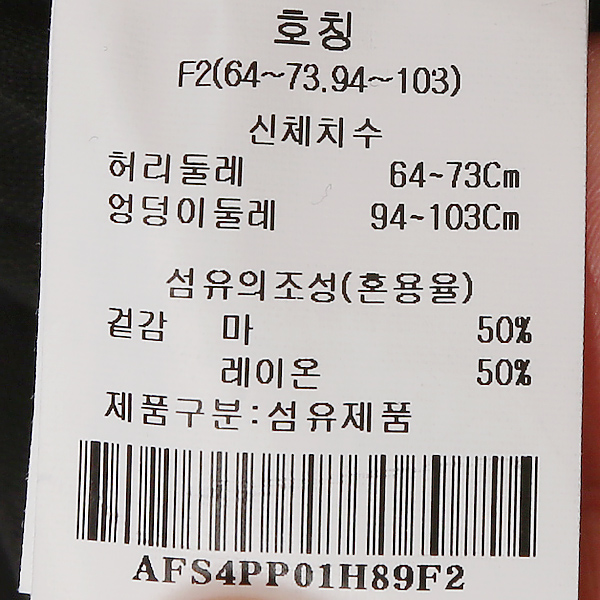 호칭
F2(64~73.94~103)
신체치수
허리둘레 64~73Cm
엉덩이둘레 94~103Cm
섬유의조성(혼용율)
겉감 마 50%
레이온 50%
제품구분:섬유제품
AFS4PP01H89F2